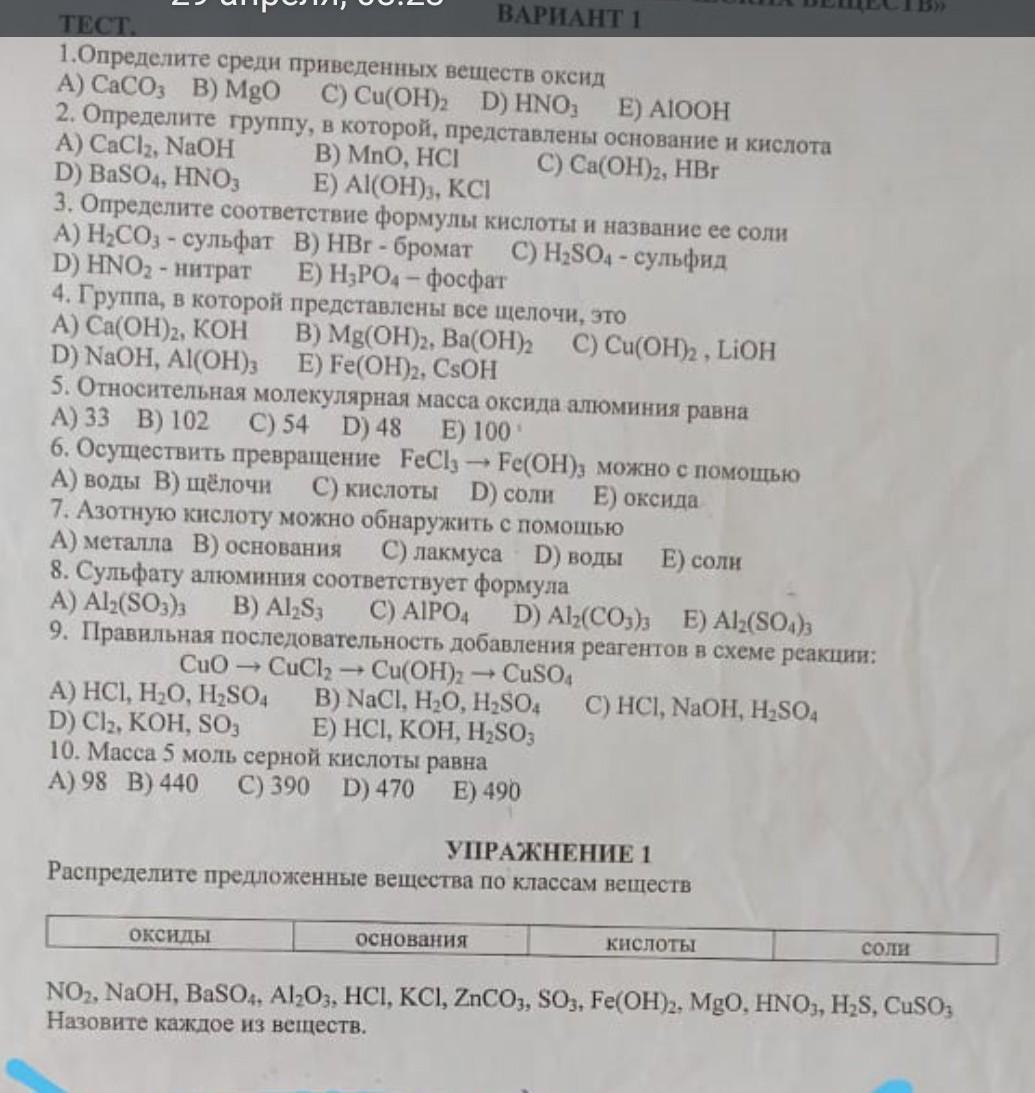 ВАРИАНТ 1
ТЕСТ.
1.Определите среди приведенных веществ оксид
A) CaCO₃ B) MgO C) Cu(OH)₂ D) HNO₃ E) AlOOH
2. Определите группу, в которой, представлены основание и кислота
A) CaCl₂, NaOH B) MnO, HCl C) Ca(OH)₂, HBr
D) BaSO₄, HNO₃ E) Al(OH)₃, KCl
3. Определите соответствие формулы кислоты и название ее соли
A) H₂CO₃ - сульфат B) HBr - бромат C) H₂SO₄ - сульфид
D) HNO₂ - нитрат E) H₃PO₄ – фосфат
4. Группа, в которой представлены все щелочи, это
A) Ca(OH)₂, KOH B) Mg(OH)₂, Ba(OH)₂ C) Cu(OH)₂ , LiOH
D) NaOH, Al(OH)₃ E) Fe(OH)₂, CsOH
5. Относительная молекулярная масса оксида алюминия равна
A) 33 B) 102 C) 54 D) 48 E) 100
6. Осуществить превращение FeCl₃ → Fe(OH)₃ можно с помощью
A) воды B) щёлочи C) кислоты D) соли E) оксида
7. Азотную кислоту можно обнаружить с помощью
A) металла B) основания C) лакмуса D) воды E) соли
8. Сульфату алюминия соответствует формула
A) Al₂(SO₃)₃ B) Al₂S₃ C) AlPO₄ D) Al₂(CO₃)₃ E) Al₂(SO₄)₃
9. Правильная последовательность добавления реагентов в схеме реакции:
CuO → CuCl₂ → Cu(OH)₂ → CuSO₄
A) HCl, H₂O, H₂SO₄ B) NaCl, H₂O, H₂SO₄ C) HCl, NaOH, H₂SO₄
D) Cl₂, KOH, SO₃ E) HCl, KOH, H₂SO₃
10. Масса 5 моль серной кислоты равна
A) 98 B) 440 C) 390 D) 470 E) 490
УПРАЖНЕНИЕ 1
Распределите предложенные вещества по классам веществ
оксиды основания кислоты соли
NO₂, NaOH, BaSO₄, Al₂O₃, HCl, KCl, ZnCO₃, SO₃, Fe(OH)₂, MgO, HNO₃, H₂S, CuSO₃
Назовите каждое из веществ.